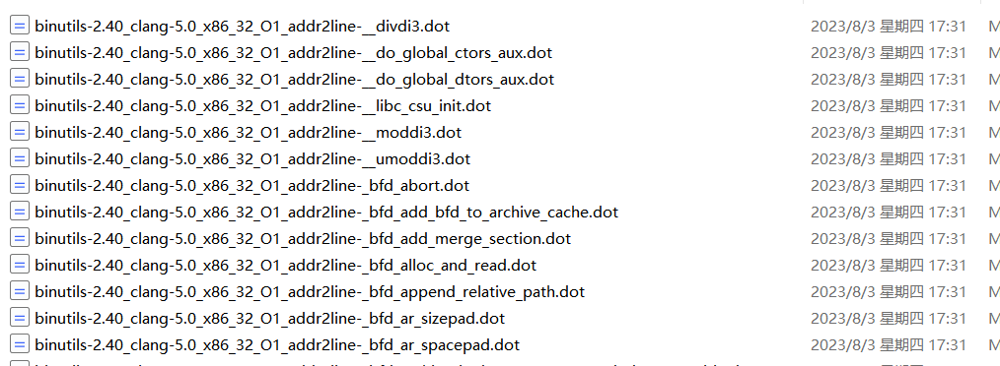 binutils-2.40_clang-5.0_x86_32_O1_addr2line-__divdi3.dot 2023/8/3 星期四 17:31
binutils-2.40_clang-5.0_x86_32_O1_addr2line-__do_global_ctors_aux.dot 2023/8/3 星期四 17:31
binutils-2.40_clang-5.0_x86_32_O1_addr2line-__do_global_dtors_aux.dot 2023/8/3 星期四 17:31
binutils-2.40_clang-5.0_x86_32_O1_addr2line-__libc_csu_init.dot 2023/8/3 星期四 17:31
binutils-2.40_clang-5.0_x86_32_O1_addr2line-__moddi3.dot 2023/8/3 星期四 17:31
binutils-2.40_clang-5.0_x86_32_O1_addr2line-__umoddi3.dot 2023/8/3 星期四 17:31
binutils-2.40_clang-5.0_x86_32_O1_addr2line-_bfd_abort.dot 2023/8/3 星期四 17:31
binutils-2.40_clang-5.0_x86_32_O1_addr2line-_bfd_add_bfd_to_archive_cache.dot 2023/8/3 星期四 17:31
binutils-2.40_clang-5.0_x86_32_O1_addr2line-_bfd_add_merge_section.dot 2023/8/3 星期四 17:31
binutils-2.40_clang-5.0_x86_32_O1_addr2line-_bfd_alloc_and_read.dot 2023/8/3 星期四 17:31
binutils-2.40_clang-5.0_x86_32_O1_addr2line-_bfd_append_relative_path.dot 2023/8/3 星期四 17:31
binutils-2.40_clang-5.0_x86_32_O1_addr2line-_bfd_ar_sizepad.dot 2023/8/3 星期四 17:31
binutils-2.40_clang-5.0_x86_32_O1_addr2line-_bfd_ar_spacepad.dot 2023/8/3 星期四 17:31